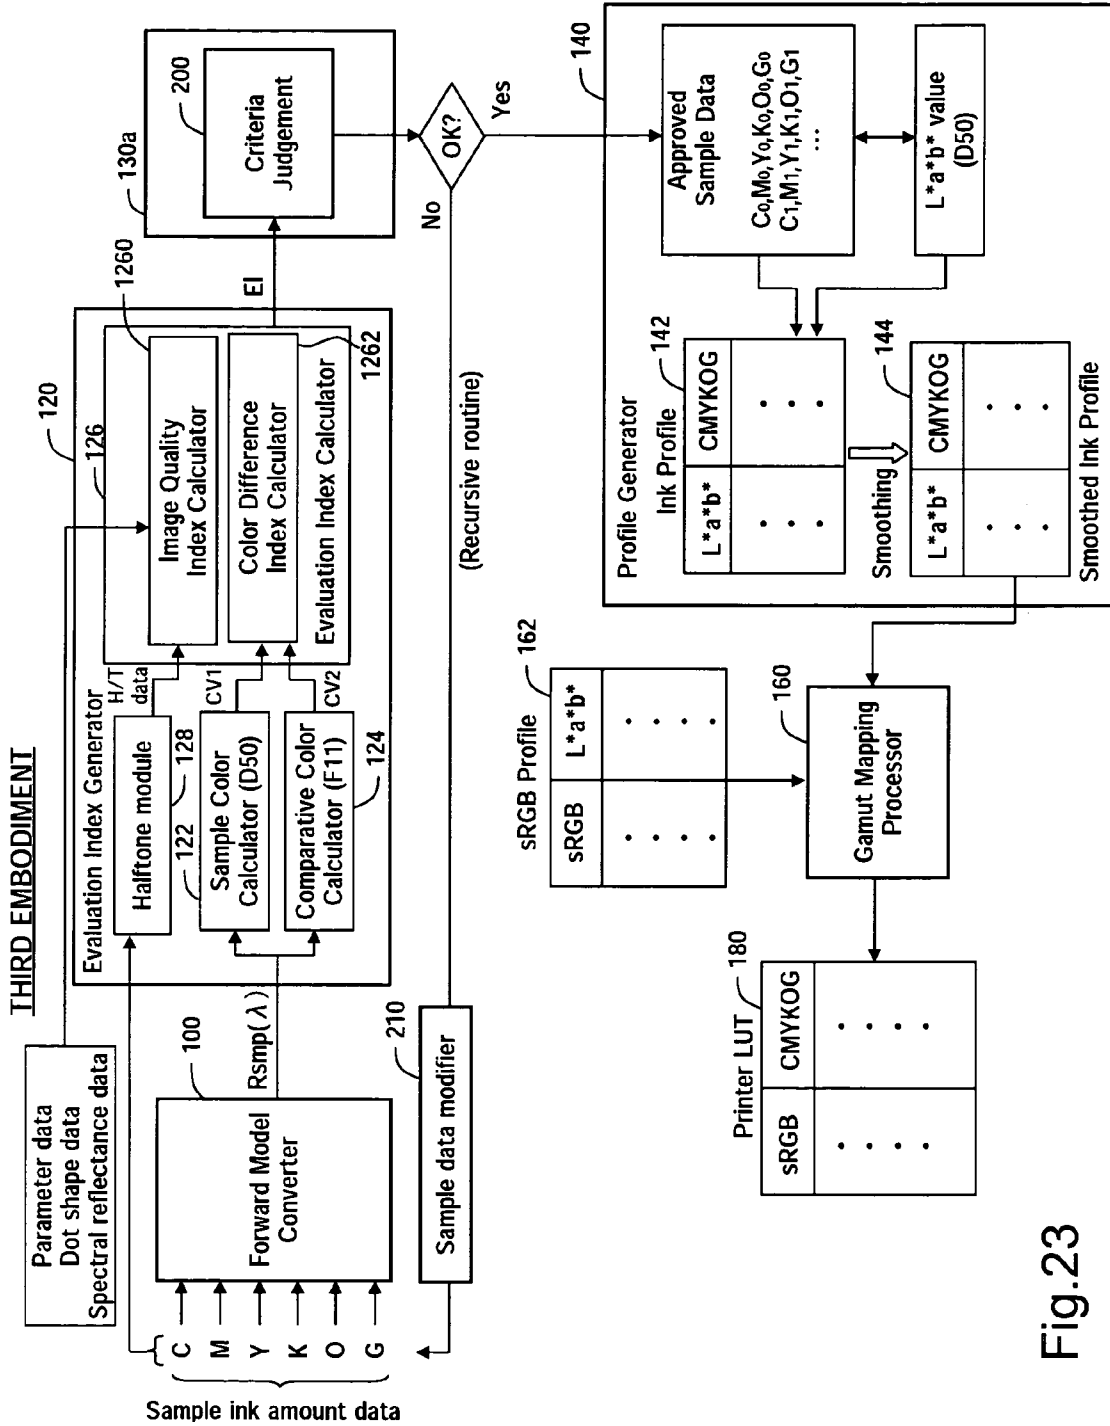 THIRD EMBODIMENT
Parameter data
Dot shape data
Spectral reflectance data
Sample ink amount data
C
M
Y
K
O
G
100
Forward Model
Converter
Rsmp(λ)
210
Sample data modifier
120
Evaluation Index Generator
Halftone module
128
H/T
data
122
Sample Color
Calculator (D50)
CV1
Comparative Color
Calculator (F11)
124
CV2
126
1260
Image Quality
Index Calculator
Color Difference
Index Calculator
1262
Evaluation Index Calculator
EI
130a
200
Criteria
Judgement
OK?
No
Yes
(Recursive routine)
140
Approved
Sample Data
C0,M0,Y0,K0,O0,G0
C1,M1,Y1,K1,O1,G1
...
L*a*b* value
(D50)
Profile Generator
Ink Profile
142
L*a*b*
CMYKOG
Smoothing
144
L*a*b*
CMYKOG
Smoothed Ink Profile
sRGB Profile
162
sRGB
L*a*b*
160
Gamut Mapping
Processor
Printer LUT
180
sRGB
CMYKOG
Fig.23